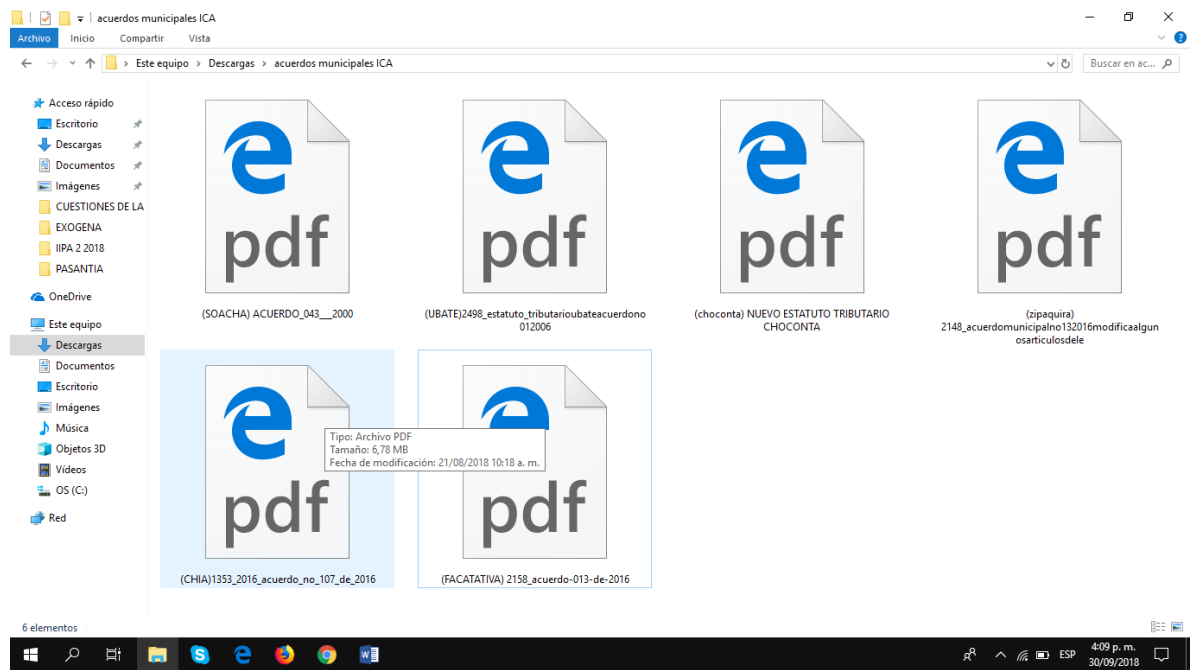 acuerdos municipales ICA
Archivo Inicio Compartir Vista
Este equipo > Descargas > acuerdos municipales ICA
Buscar en ac...
Acceso rápido
Escritorio
Descargas
Documentos
Imágenes
CUESTIONES DE LA
EXOGENA
IIPA 2 2018
PASANTIA
OneDrive
Este equipo
Descargas
Documentos
Escritorio
Imágenes
Música
Objetos 3D
Vídeos
OS (C:)
Red
pdf
(SOACHA) ACUERDO_043___2000
pdf
(UBATE)2498_estatuto_tributarioubateacuerdono
012006
pdf
(choconta) NUEVO ESTATUTO TRIBUTARIO
CHOCONTA
pdf
(zipaquira)
2148_acuerdomunicipalno132016modificaalgun
osarticulosdele
pdf
(CHIA)1353_2016_acuerdo_no_107_de_2016
Tipo: Archivo PDF
Tamaño: 6,78 MB
Fecha de modificación: 21/08/2018 10:18 a. m.
pdf
(FACATATIVA) 2158_acuerdo-013-de-2016
6 elementos
ESP
4:09 p. m.
30/09/2018